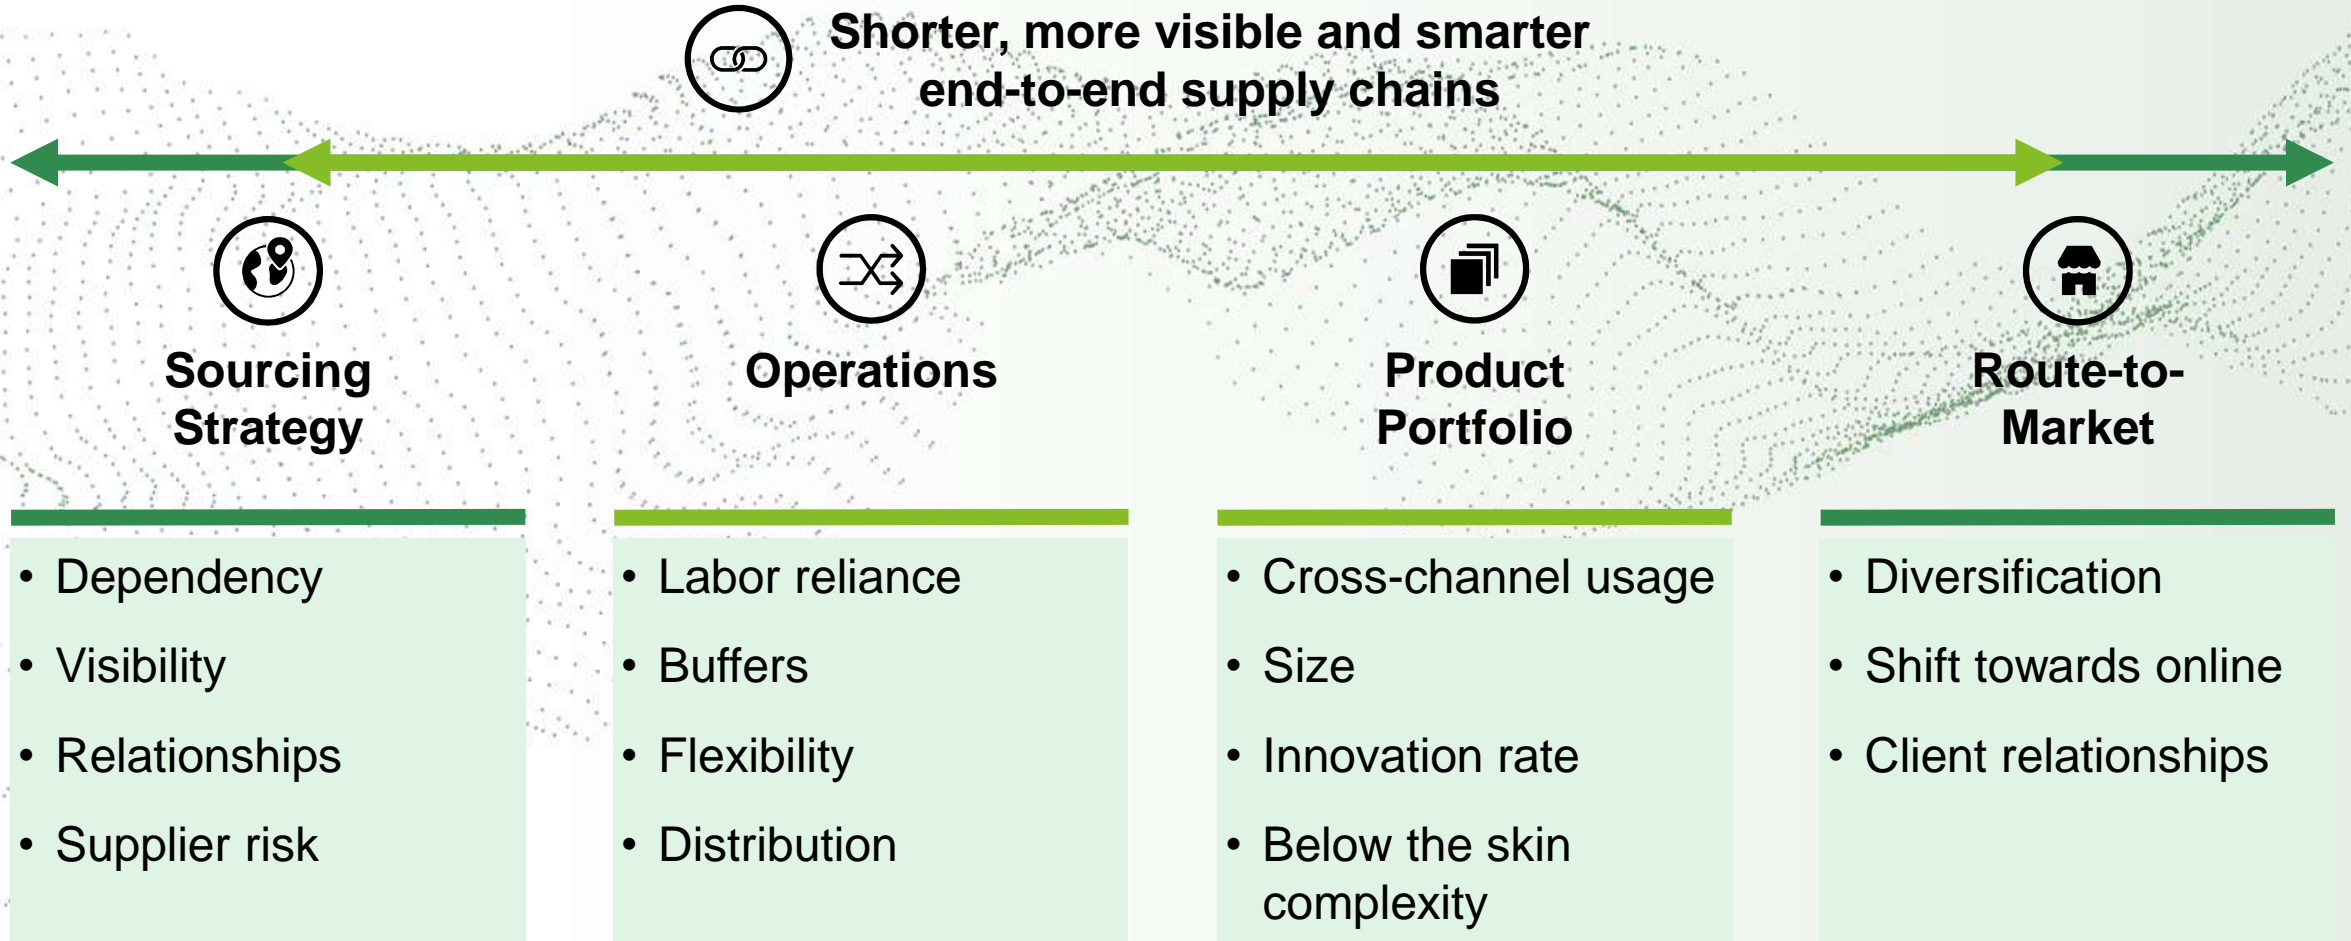 Shorter, more visible and smarter
end-to-end supply chains
Sourcing
Strategy
• Dependency
• Visibility
• Relationships
• Supplier risk
Operations
• Labor reliance
• Buffers
• Flexibility
• Distribution
Product
Portfolio
• Cross-channel usage
• Size
• Innovation rate
• Below the skin
complexity
Route-to-
Market
• Diversification
• Shift towards online
• Client relationships